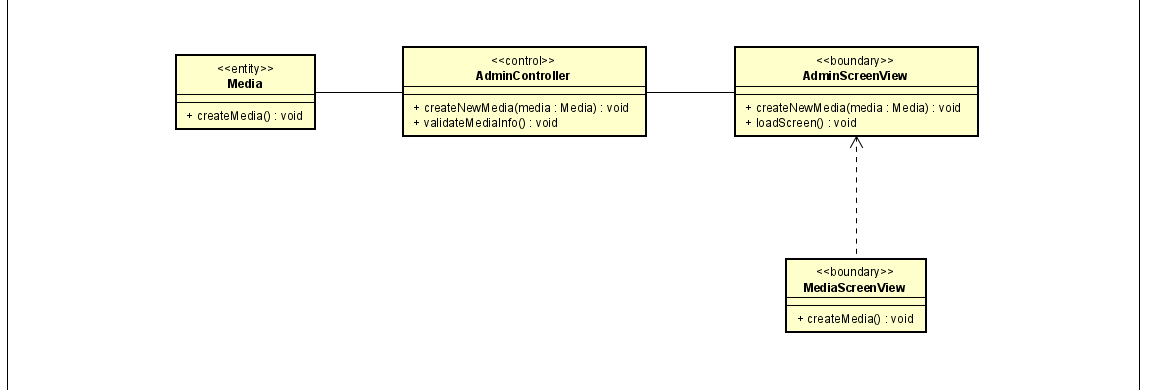 <<entity>>
Media
+ createMedia() : void
<<control>>
AdminController
+ createNewMedia(media : Media) : void
+ validateMediaInfo() : void
<<boundary>>
AdminScreenView
+ createNewMedia(media : Media) : void
+ loadScreen() : void
<<boundary>>
MediaScreenView
+ createMedia() : void